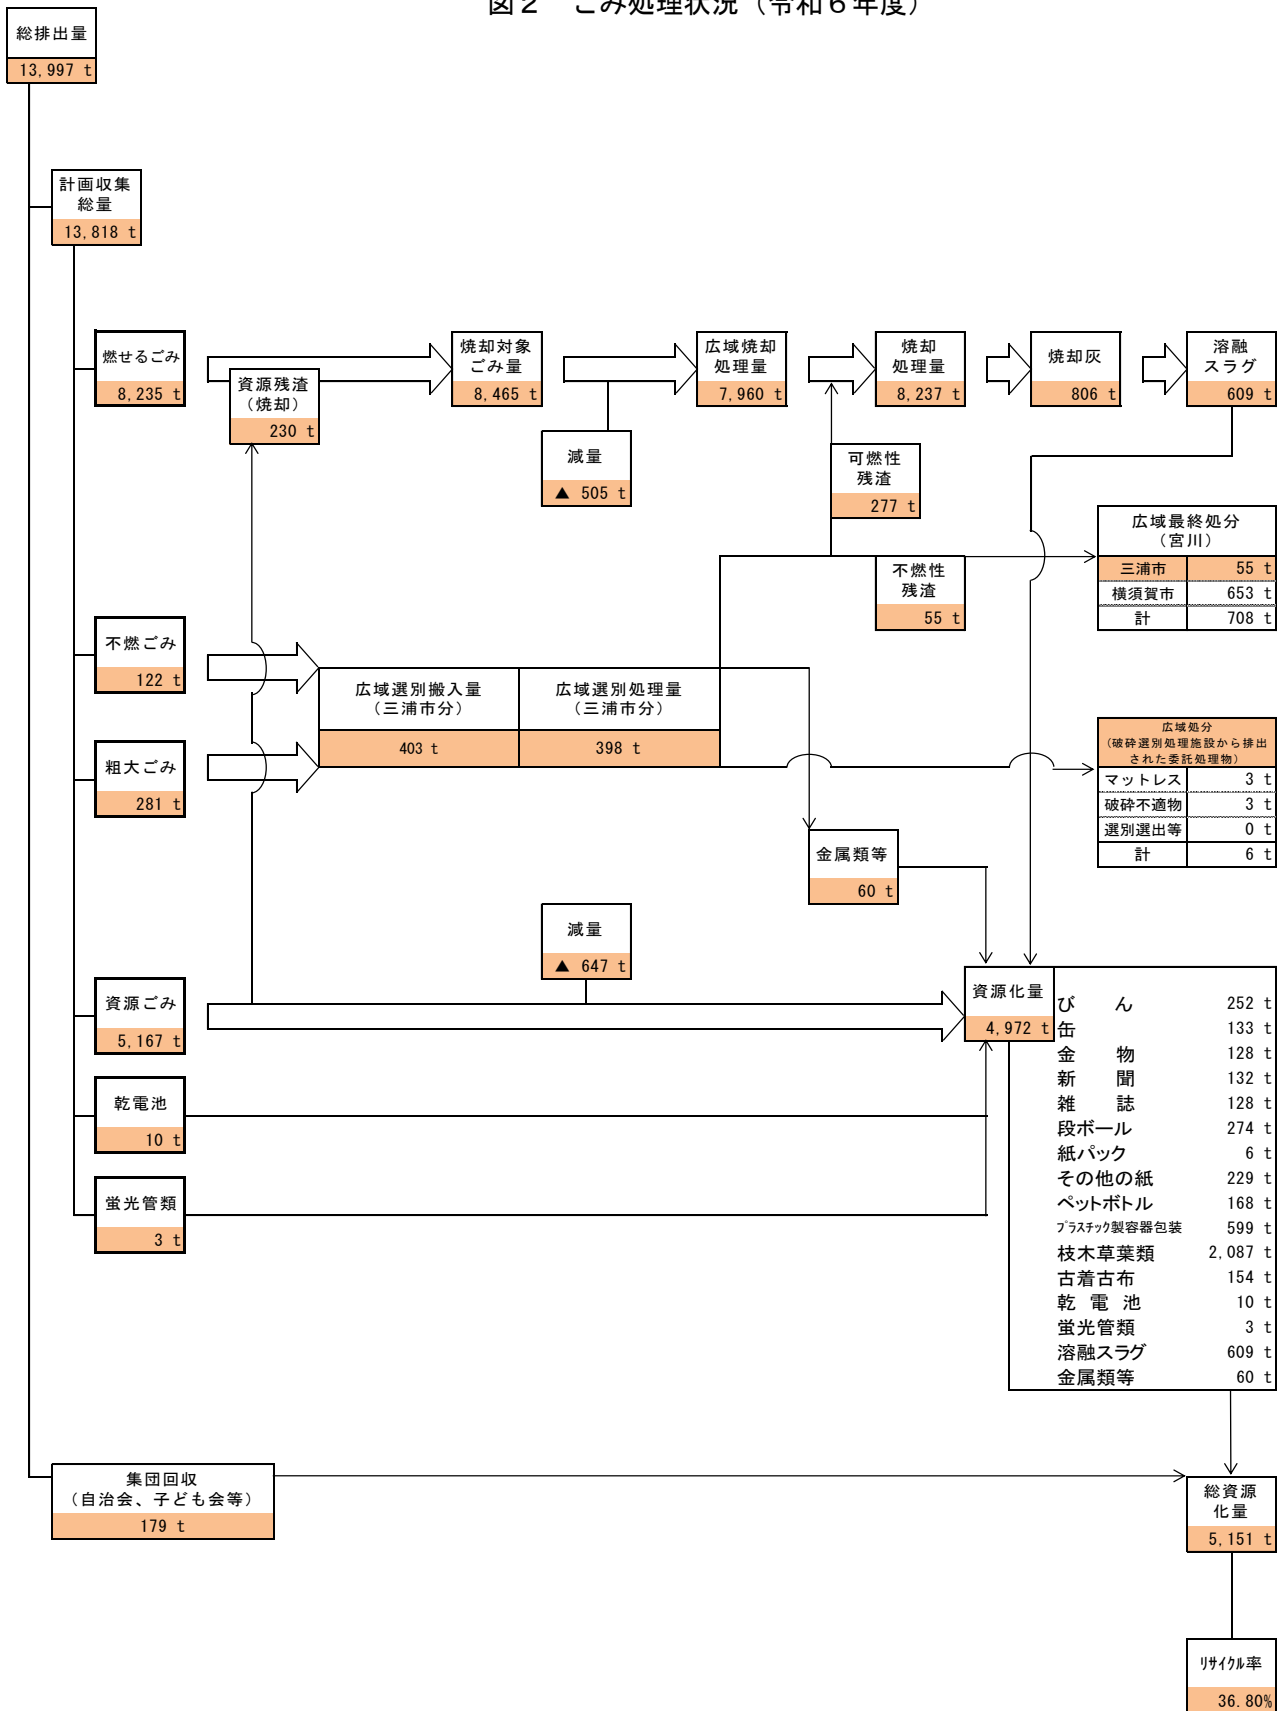 図２　ごみ処理状況（令和６年度）
総排出量
13,997 t
計画収集
総量
13,818 t
燃せるごみ
8,235 t
資源残渣
（焼却）
230 t
焼却対象
ごみ量
8,465 t
減量
▲ 505 t
広域焼却
処理量
7,960 t
焼却
処理量
8,237 t
焼却灰
806 t
溶融
スラグ
609 t
可燃性
残渣
277 t
不燃性
残渣
55 t
広域最終処分
（宮川）
三浦市 55 t
横須賀市 653 t
計 708 t
不燃ごみ
122 t
粗大ごみ
281 t
広域選別搬入量
（三浦市分）
403 t
広域選別処理量
（三浦市分）
398 t
広域処分
（破砕選別処理施設から排出
された委託処理物）
マットレス 3 t
破砕不適物 3 t
選別選出等 0 t
計 6 t
金属類等
60 t
減量
▲ 647 t
資源ごみ
5,167 t
乾電池
10 t
蛍光管類
3 t
資源化量
4,972 t
びん 252 t
缶 133 t
金物 128 t
新聞 132 t
雑誌 128 t
段ボール 274 t
紙パック 6 t
その他の紙 229 t
ペットボトル 168 t
ﾌﾟﾗｽﾁｯｸ製容器包装 599 t
枝木草葉類 2,087 t
古着古布 154 t
乾電池 10 t
蛍光管類 3 t
溶融スラグ 609 t
金属類等 60 t
集団回収
（自治会、子ども会等）
179 t
総資源
化量
5,151 t
ﾘｻｲｸﾙ率
36.80%